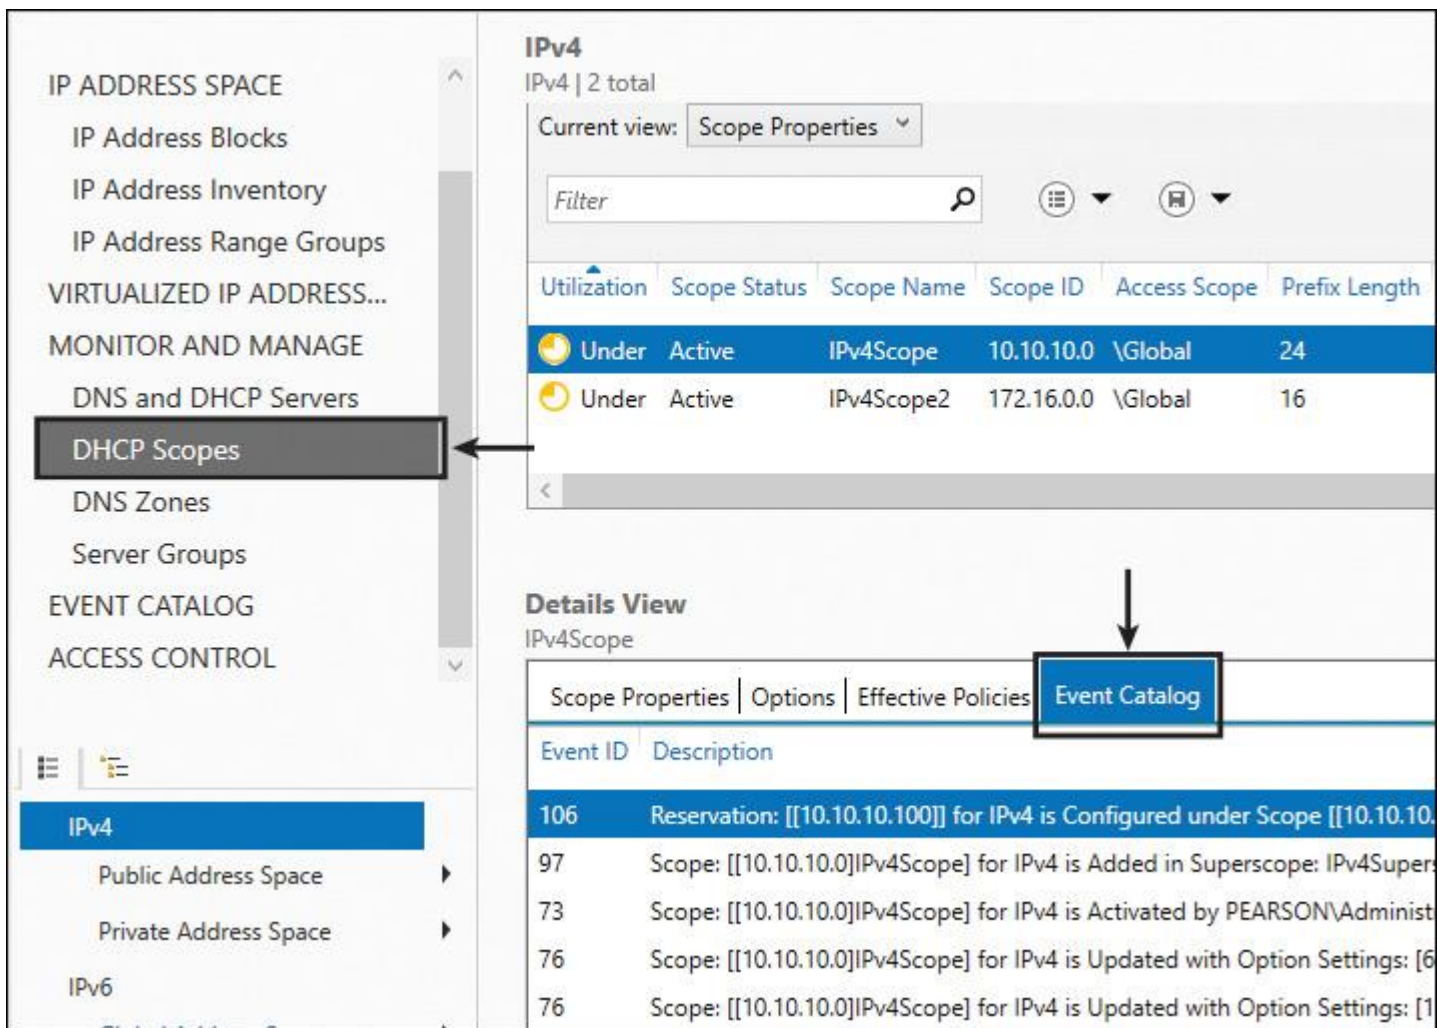 IP ADDRESS SPACE
IP Address Blocks
IP Address Inventory
IP Address Range Groups
VIRTUALIZED IP ADDRESS...
MONITOR AND MANAGE
DNS and DHCP Servers
DHCP Scopes
DNS Zones
Server Groups
EVENT CATALOG
ACCESS CONTROL
IPv4
Public Address Space
Private Address Space
IPv6
IPv4
IPv4 | 2 total
Current view: Scope Properties
Filter
Utilization Scope Status Scope Name Scope ID Access Scope Prefix Length
Under Active IPv4Scope 10.10.10.0 \Global 24
Under Active IPv4Scope2 172.16.0.0 \Global 16
Details View
IPv4Scope
Scope Properties | Options | Effective Policies Event Catalog
Event ID Description
106 Reservation: [[10.10.10.100]] for IPv4 is Configured under Scope [[10.10.10.
97 Scope: [[10.10.10.0]IPv4Scope] for IPv4 is Added in Superscope: IPv4Supers
73 Scope: [[10.10.10.0]IPv4Scope] for IPv4 is Activated by PEARSON\Administ
76 Scope: [[10.10.10.0]IPv4Scope] for IPv4 is Updated with Option Settings: [6
76 Scope: [[10.10.10.0]IPv4Scope] for IPv4 is Updated with Option Settings: [1